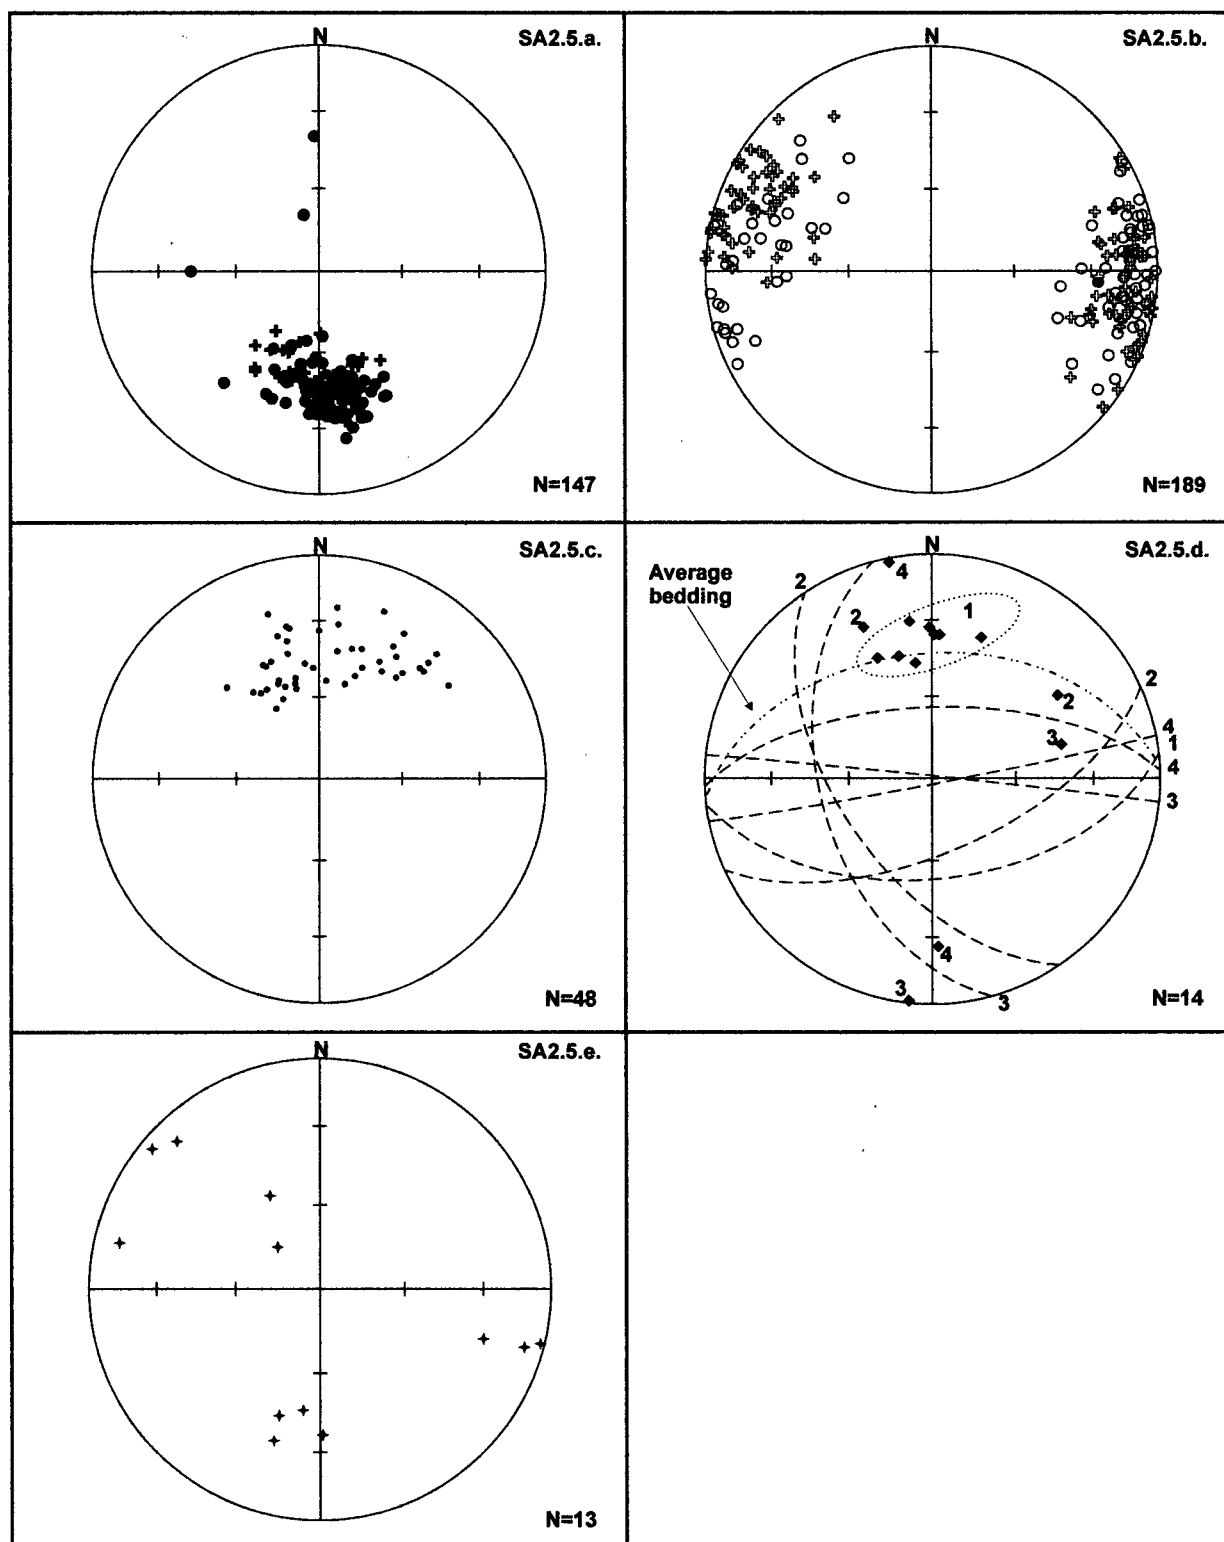 N
SA2.5.a.
N=147
N
SA2.5.b.
N=189
N
SA2.5.c.
N=48
N
SA2.5.d.
Average
bedding
2
4
1
2
2
2
3
4
1
4
3
4
3
3
N=14
N
SA2.5.e.
N=13